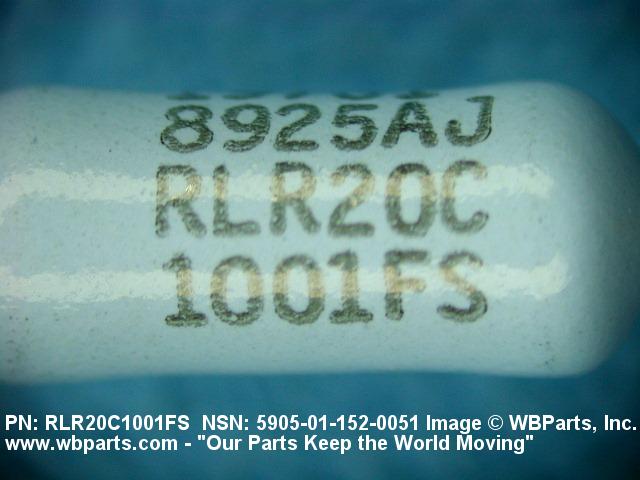 8925AJ
RLR20C
1001FS
PN: RLR20C1001FS NSN: 5905-01-152-0051 Image © WBParts, Inc.
www.wbparts.com - "Our Parts Keep the World Moving"